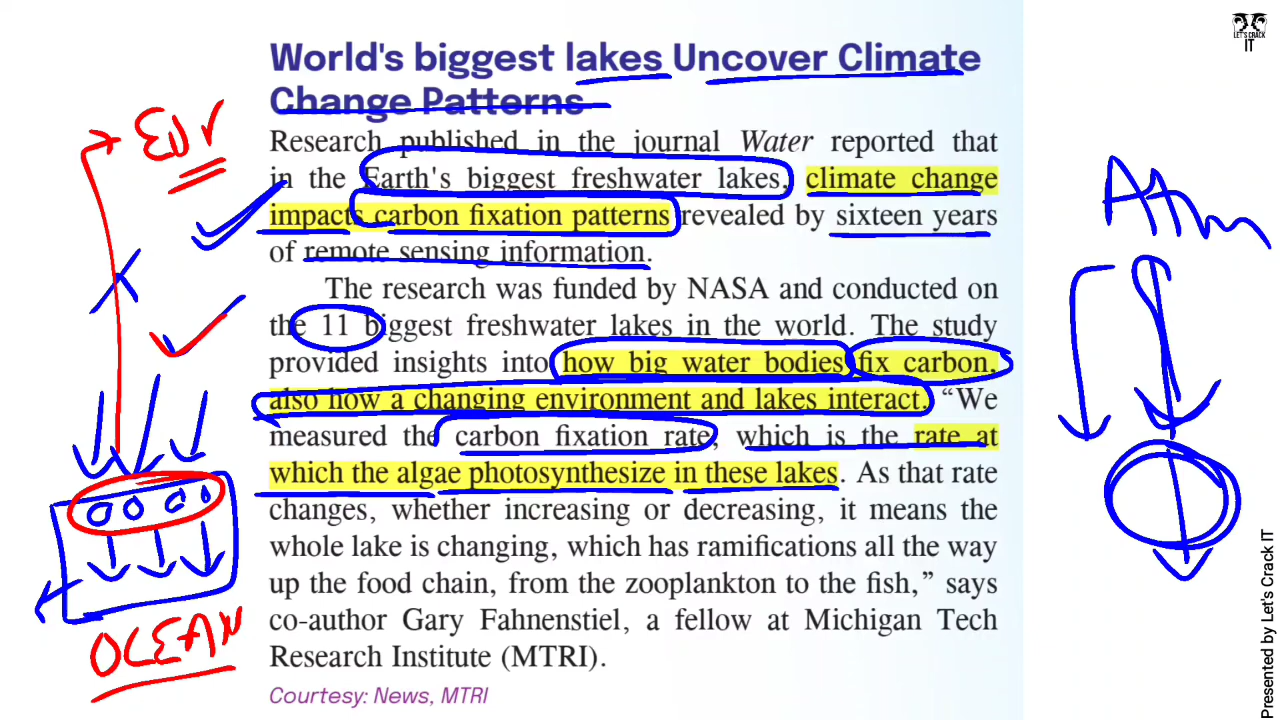 World's biggest lakes Uncover Climate
Change Patterns
Research published in the journal Water reported that
in the Earth's biggest freshwater lakes, climate change
impacts carbon fixation patterns revealed by sixteen years
of remote sensing information.
The research was funded by NASA and conducted on
the 11 biggest freshwater lakes in the world. The study
provided insights into how big water bodies fix carbon,
also how a changing environment and lakes interact. “We
measured the carbon fixation rate, which is the rate at
which the algae photosynthesize in these lakes. As that rate
changes, whether increasing or decreasing, it means the
whole lake is changing, which has ramifications all the way
up the food chain, from the zooplankton to the fish,” says
co-author Gary Fahnenstiel, a fellow at Michigan Tech
Research Institute (MTRI).
Courtesy: News, MTRI
OCEAN
Atm
LET'S CRACK
IT
Presented by Let's Crack IT